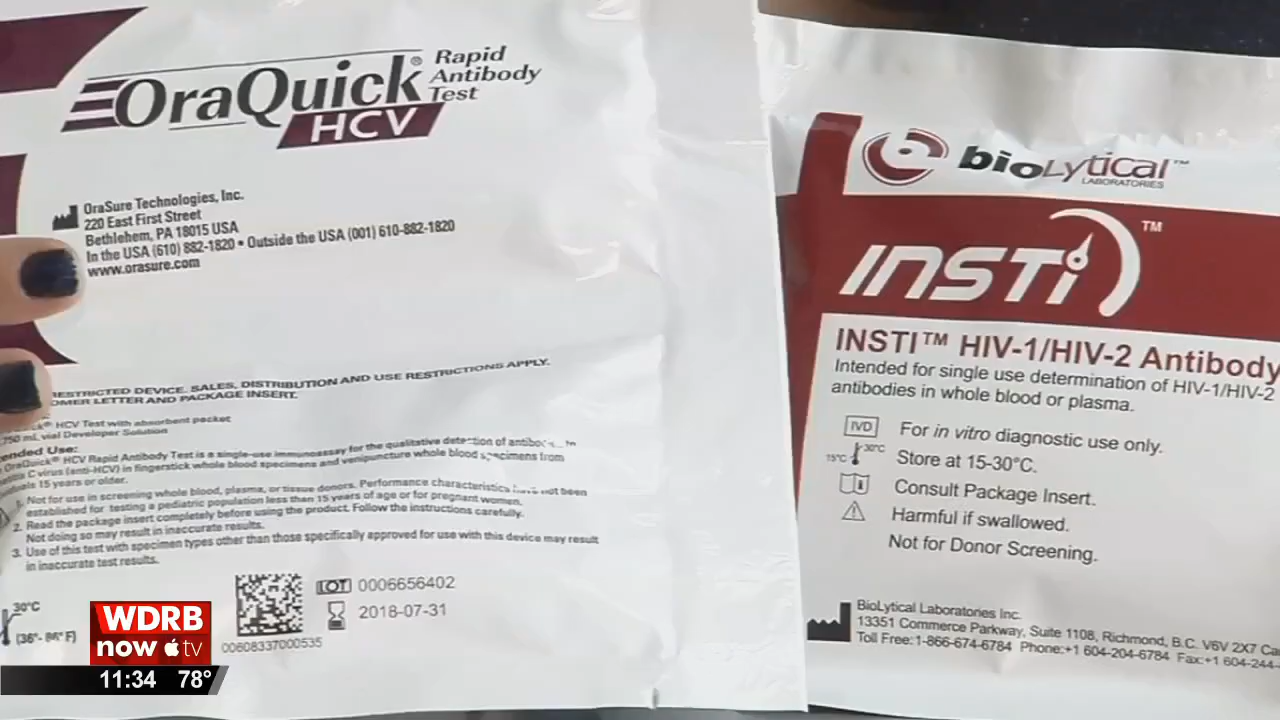 OraQuick®
HCV
Rapid
Antibody
Test
OraSure Technologies, Inc.
220 East First Street
Bethlehem, PA 18015 USA
In the USA (610) 882-1820 • Outside the USA (001) 610-882-1820
www.orasure.com
RESTRICTED DEVICE. SALES, DISTRIBUTION AND USE RESTRICTIONS APPLY.
LETTER AND PACKAGE INSERT.
HCV Test with absorbent packet
vial Developer Solution
Use:
OraQuick® HCV Rapid Antibody Test is a single-use immunoassay for the qualitative detection of
C virus (anti-HCV) in fingerstick whole blood specimens and venipuncture whole blood specimens from
15 years or older.
1. Not for use in screening whole blood, plasma, or tissue donors. Performance characteristics have not been
established for testing a pediatric population less than 15 years of age or for pregnant women.
2. Read the package insert completely before using the product. Follow the instructions carefully.
Not doing so may result in inaccurate results.
3. Use of this test with specimen types other than those specifically approved for use with this device may result
in inaccurate test results.
30°C
(36°- 86° F)
LOT 0006656402
2018-07-31
00608337000535
bioLytical™
LABORATORIES
INSTi™
INSTI™ HIV-1/HIV-2 Antibody
Intended for single use determination of HIV-1/HIV-2
antibodies in whole blood or plasma.
IVD For in vitro diagnostic use only.
15°C 30°C Store at 15-30°C.
Consult Package Insert.
Harmful if swallowed.
Not for Donor Screening.
BioLytical Laboratories Inc.
13351 Commerce Parkway, Suite 1108, Richmond, B.C. V6V 2X7
Toll Free:1-866-674-6784 Phone:+1 604-204-6784 Fax:+1 604-244-
WDRB
now tv
11:34 78°